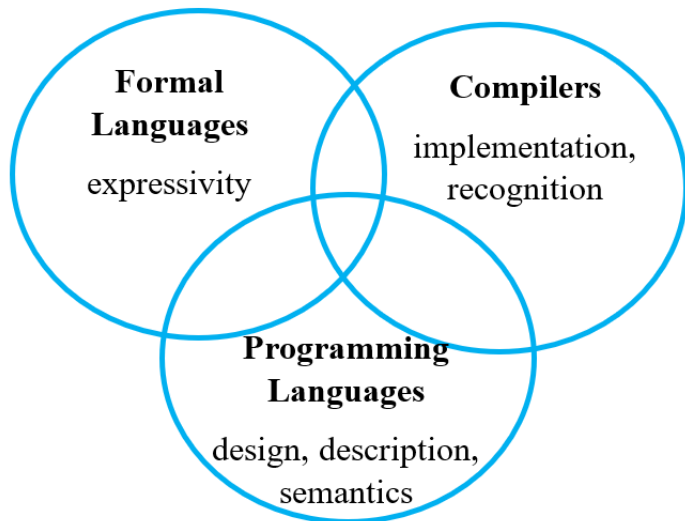 Formal
Languages
expressivity
Compilers
implementation,
recognition
Programming
Languages
design, description,
semantics